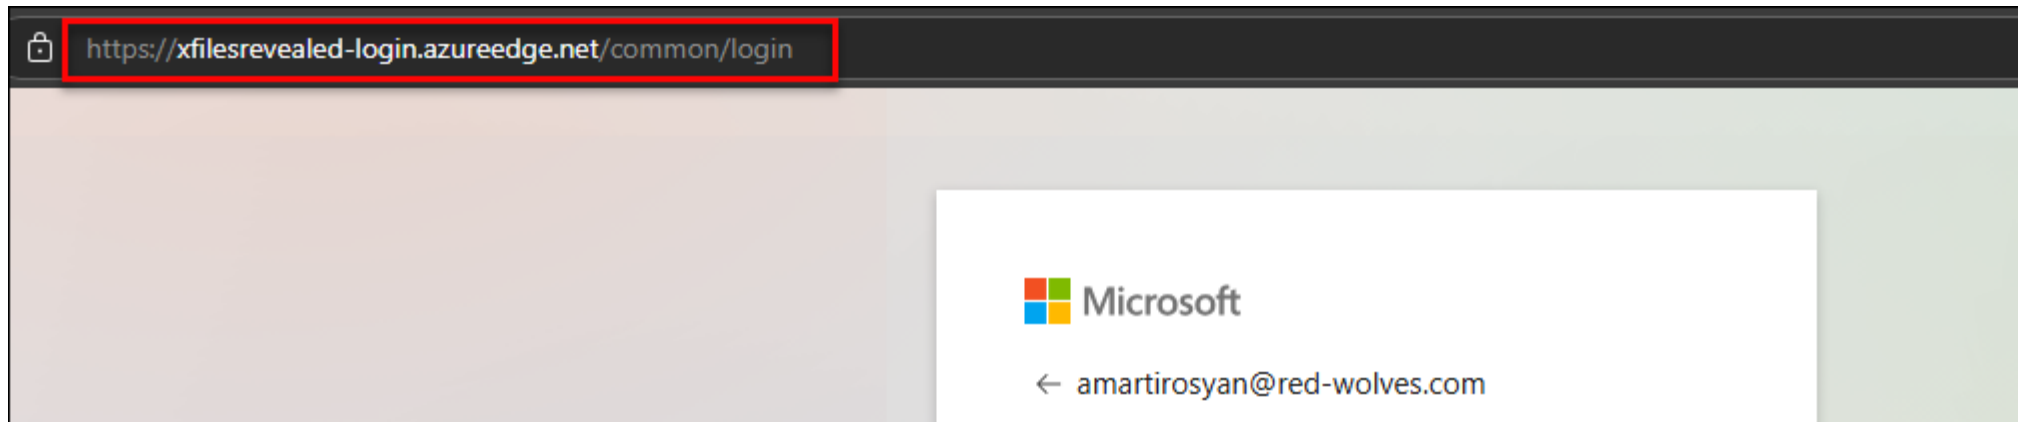 https://xfilesrevealed-login.azureedge.net/common/login
Microsoft
← amartirosyan@red-wolves.com